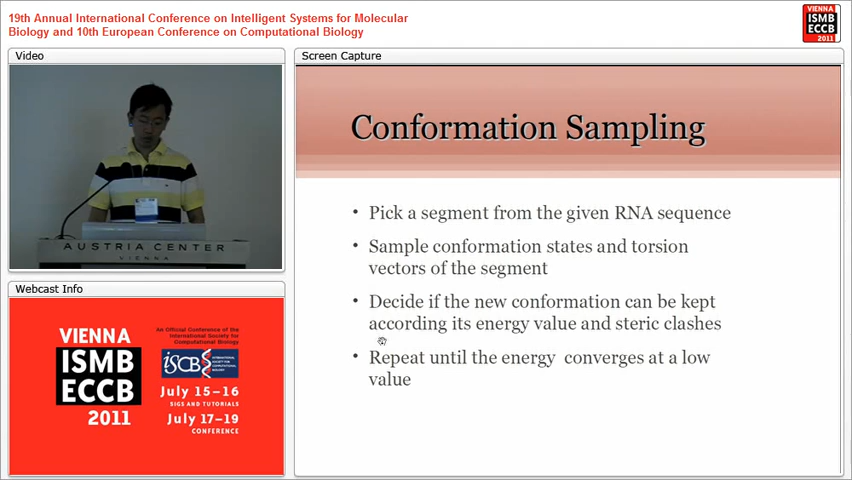 19th Annual International Conference on Intelligent Systems for Molecular
Biology and 10th European Conference on Computational Biology
VIENNA
ISMB
ECCB
2011
Video
Screen Capture
AUSTRIA CENTER
VIENNA
Conformation Sampling
• Pick a segment from the given RNA sequence
• Sample conformation states and torsion
vectors of the segment
• Decide if the new conformation can be kept
according its energy value and steric clashes
• Repeat until the energy converges at a low
value
Webcast Info
VIENNA
ISMB
ECCB
2011
An Official Conference of the
International Society for
Computational Biology
iSCB
INTERNATIONAL
SOCIETY FOR
COMPUTATIONAL
BIOLOGY
July 15–16
SIGS AND TUTORIALS
July 17–19
CONFERENCE